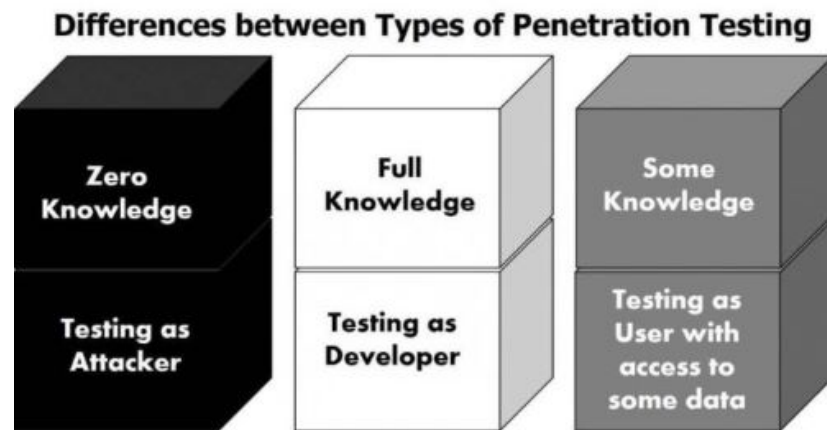 Differences between Types of Penetration Testing
Zero
Knowledge
Testing as
Attacker
Full
Knowledge
Testing as
Developer
Some
Knowledge
Testing as
User with
access to
some data